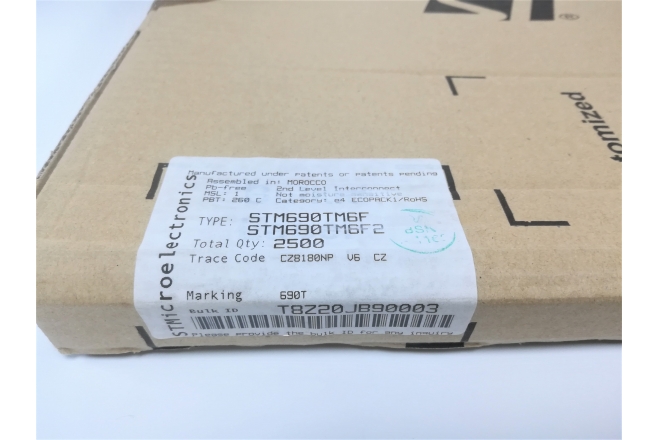 tomized
Manufactured under patents or patents pending
Assembled in: MOROCCO
Pb-free 2nd Level Interconnect
MSL: 1 Not moisture sensitive
PBT: 260 C Category: e4 ECOPACK1/RoHS
TYPE: STM690TM6F
STM690TM6F2
Total Qty: 2500
Trace Code CZ8180NP V6 CZ
Marking 690T
Bulk ID T8Z20JB90003
Please provide the bulk ID for any inquiry
STMicroelectronics